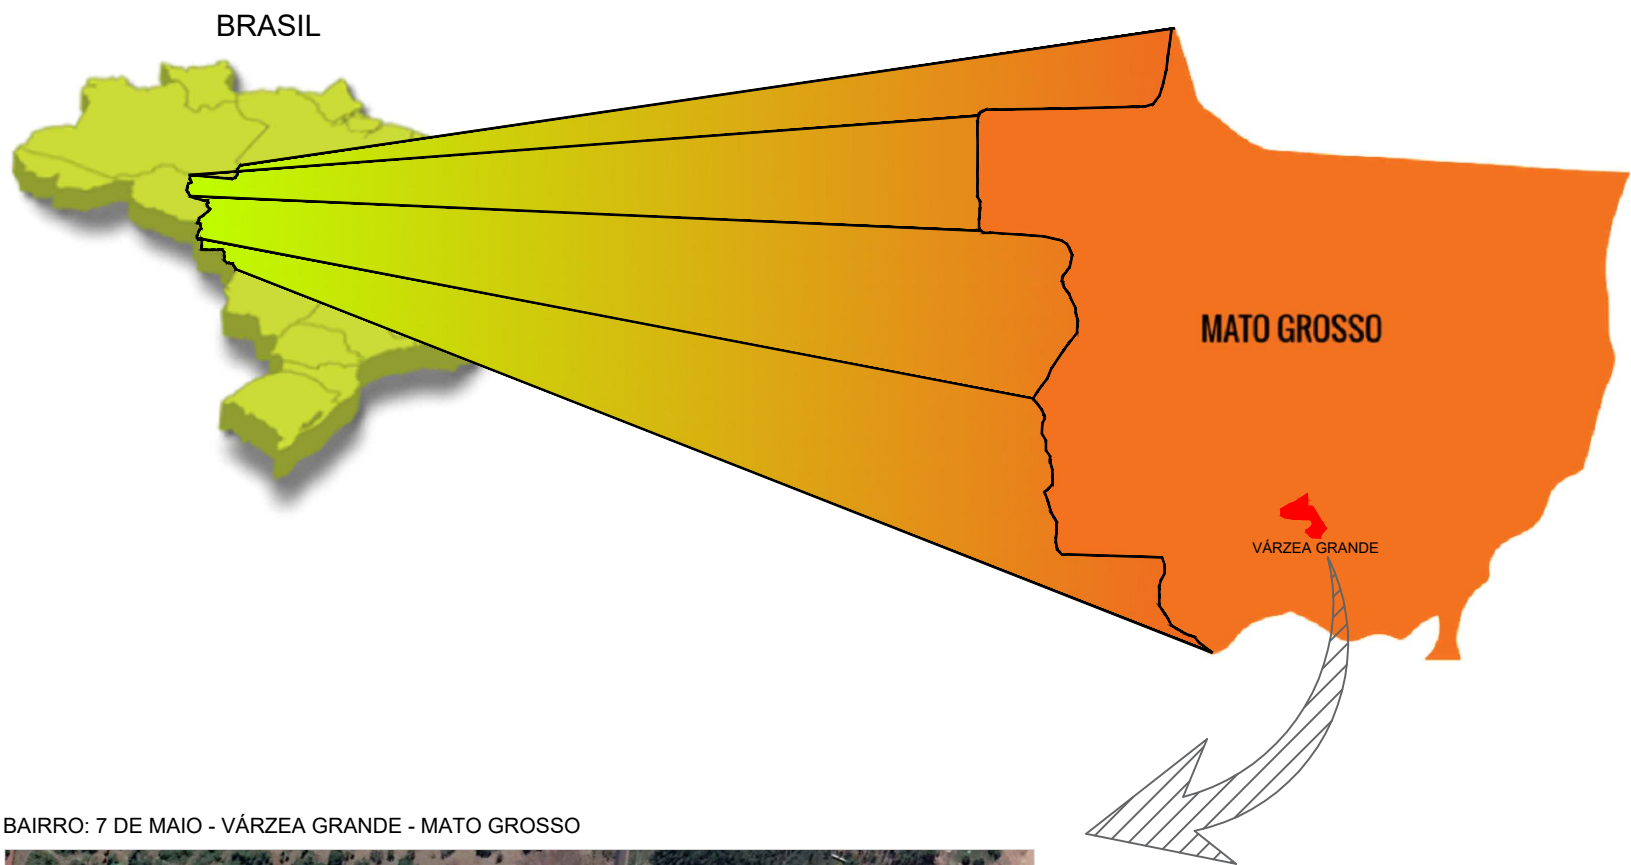 BRASIL
MATO GROSSO
VÁRZEA GRANDE
BAIRRO: 7 DE MAIO - VÁRZEA GRANDE - MATO GROSSO